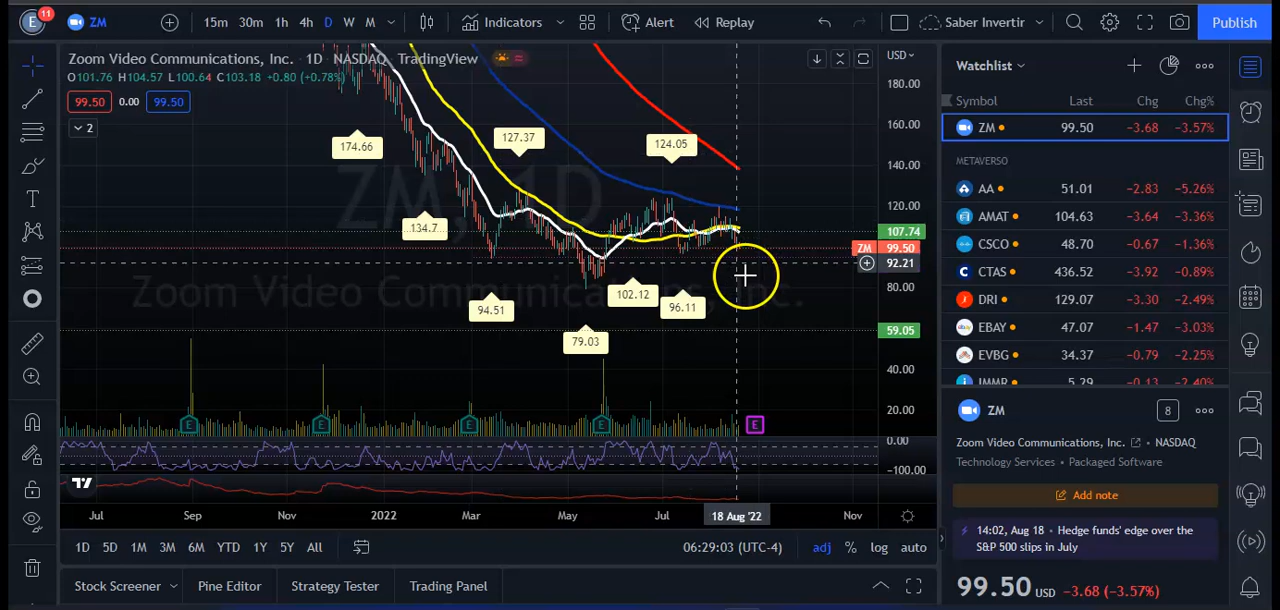 E 11 ZM 15m 30m 1h 4h D W M Indicators Alert Replay Saber Invertir Publish
Zoom Video Communications, Inc. · 1D · NASDAQ · TradingView
O101.76 H104.57 L100.64 C103.18 +0.80 (+0.78%)
99.50 0.00 99.50
2
ZM, 1D
Zoom Video Communications, Inc.
174.66
134.7
127.37
94.51
79.03
102.12
96.11
124.05
USD
180.00
160.00
140.00
120.00
107.74
ZM 99.50
92.21
80.00
59.05
40.00
20.00
0.00
−100.00
E E E E E
Jul Sep Nov 2022 Mar May Jul 18 Aug '22 Nov
1D 5D 1M 3M 6M YTD 1Y 5Y All 06:29:03 (UTC-4) adj % log auto
Stock Screener Pine Editor Strategy Tester Trading Panel
Watchlist
Symbol Last Chg Chg%
ZM 99.50 −3.68 −3.57%
METAVERSO
AA 51.01 −2.83 −5.26%
AMAT 104.63 −3.64 −3.36%
CSCO 48.70 −0.67 −1.36%
CTAS 436.52 −3.92 −0.89%
DRI 129.07 −3.30 −2.49%
EBAY 47.07 −1.47 −3.03%
EVBG 34.37 −0.79 −2.25%
IMMR 5.29 −0.13 −2.40%
ZM 8
Zoom Video Communications, Inc. • NASDAQ
Technology Services • Packaged Software
Add note
14:02, Aug 18 • Hedge funds' edge over the
S&P 500 slips in July
99.50 USD −3.68 (−3.57%)